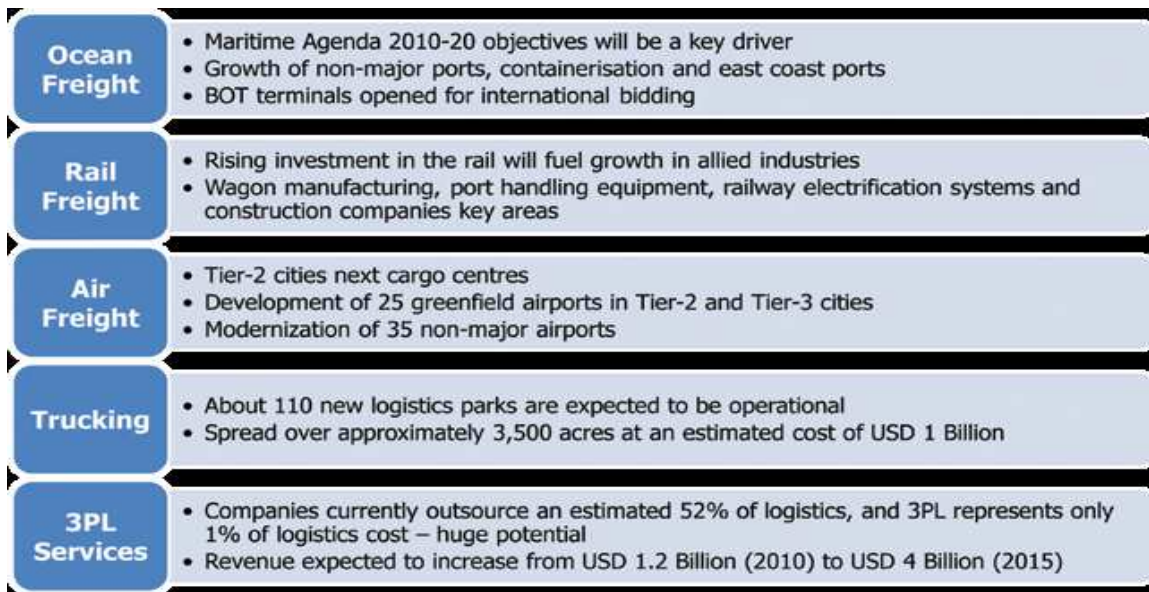 Ocean
Freight
• Maritime Agenda 2010-20 objectives will be a key driver
• Growth of non-major ports, containerisation and east coast ports
• BOT terminals opened for international bidding
Rail
Freight
• Rising investment in the rail will fuel growth in allied industries
• Wagon manufacturing, port handling equipment, railway electrification systems and
construction companies key areas
Air
Freight
• Tier-2 cities next cargo centres
• Development of 25 greenfield airports in Tier-2 and Tier-3 cities
• Modernization of 35 non-major airports
Trucking
• About 110 new logistics parks are expected to be operational
• Spread over approximately 3,500 acres at an estimated cost of USD 1 Billion
3PL
Services
• Companies currently outsource an estimated 52% of logistics, and 3PL represents only
1% of logistics cost – huge potential
• Revenue expected to increase from USD 1.2 Billion (2010) to USD 4 Billion (2015)